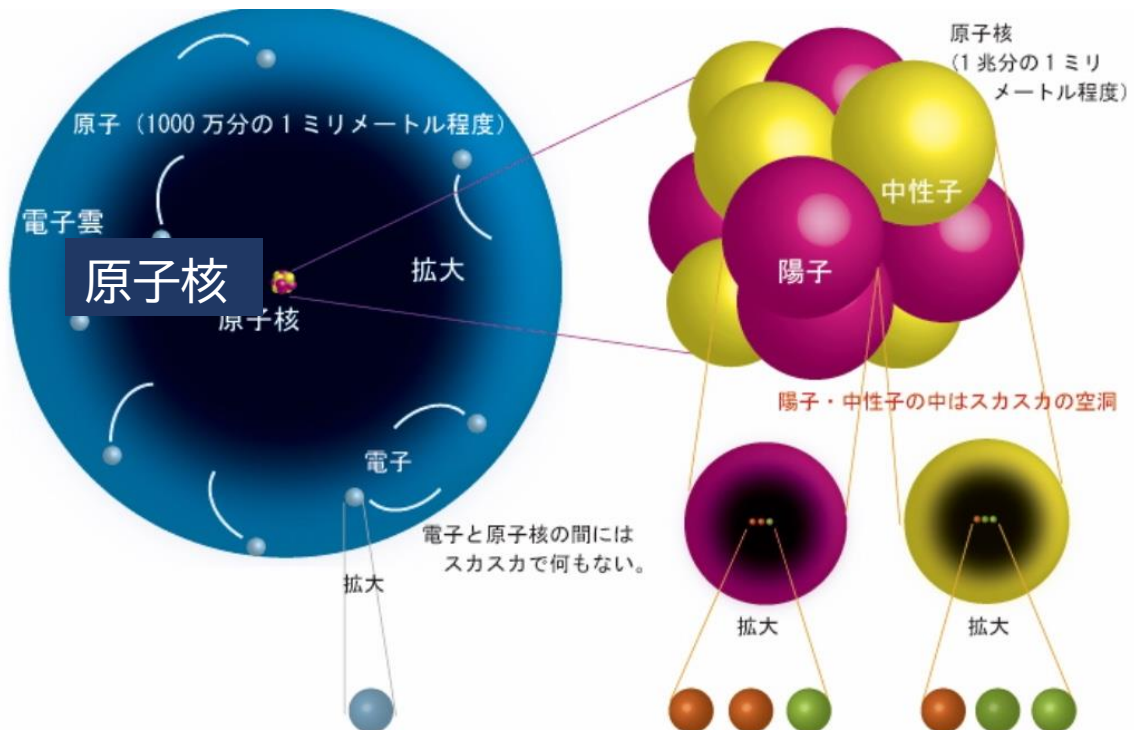 原子(1000万分の1ミリメートル程度)
電子雲
原子核
拡大
原子核
電子
電子と原子核の間には
スカスカで何もない。
拡大
原子核
(1兆分の1ミリ
メートル程度)
中性子
陽子
陽子・中性子の中はスカスカの空洞
拡大
拡大